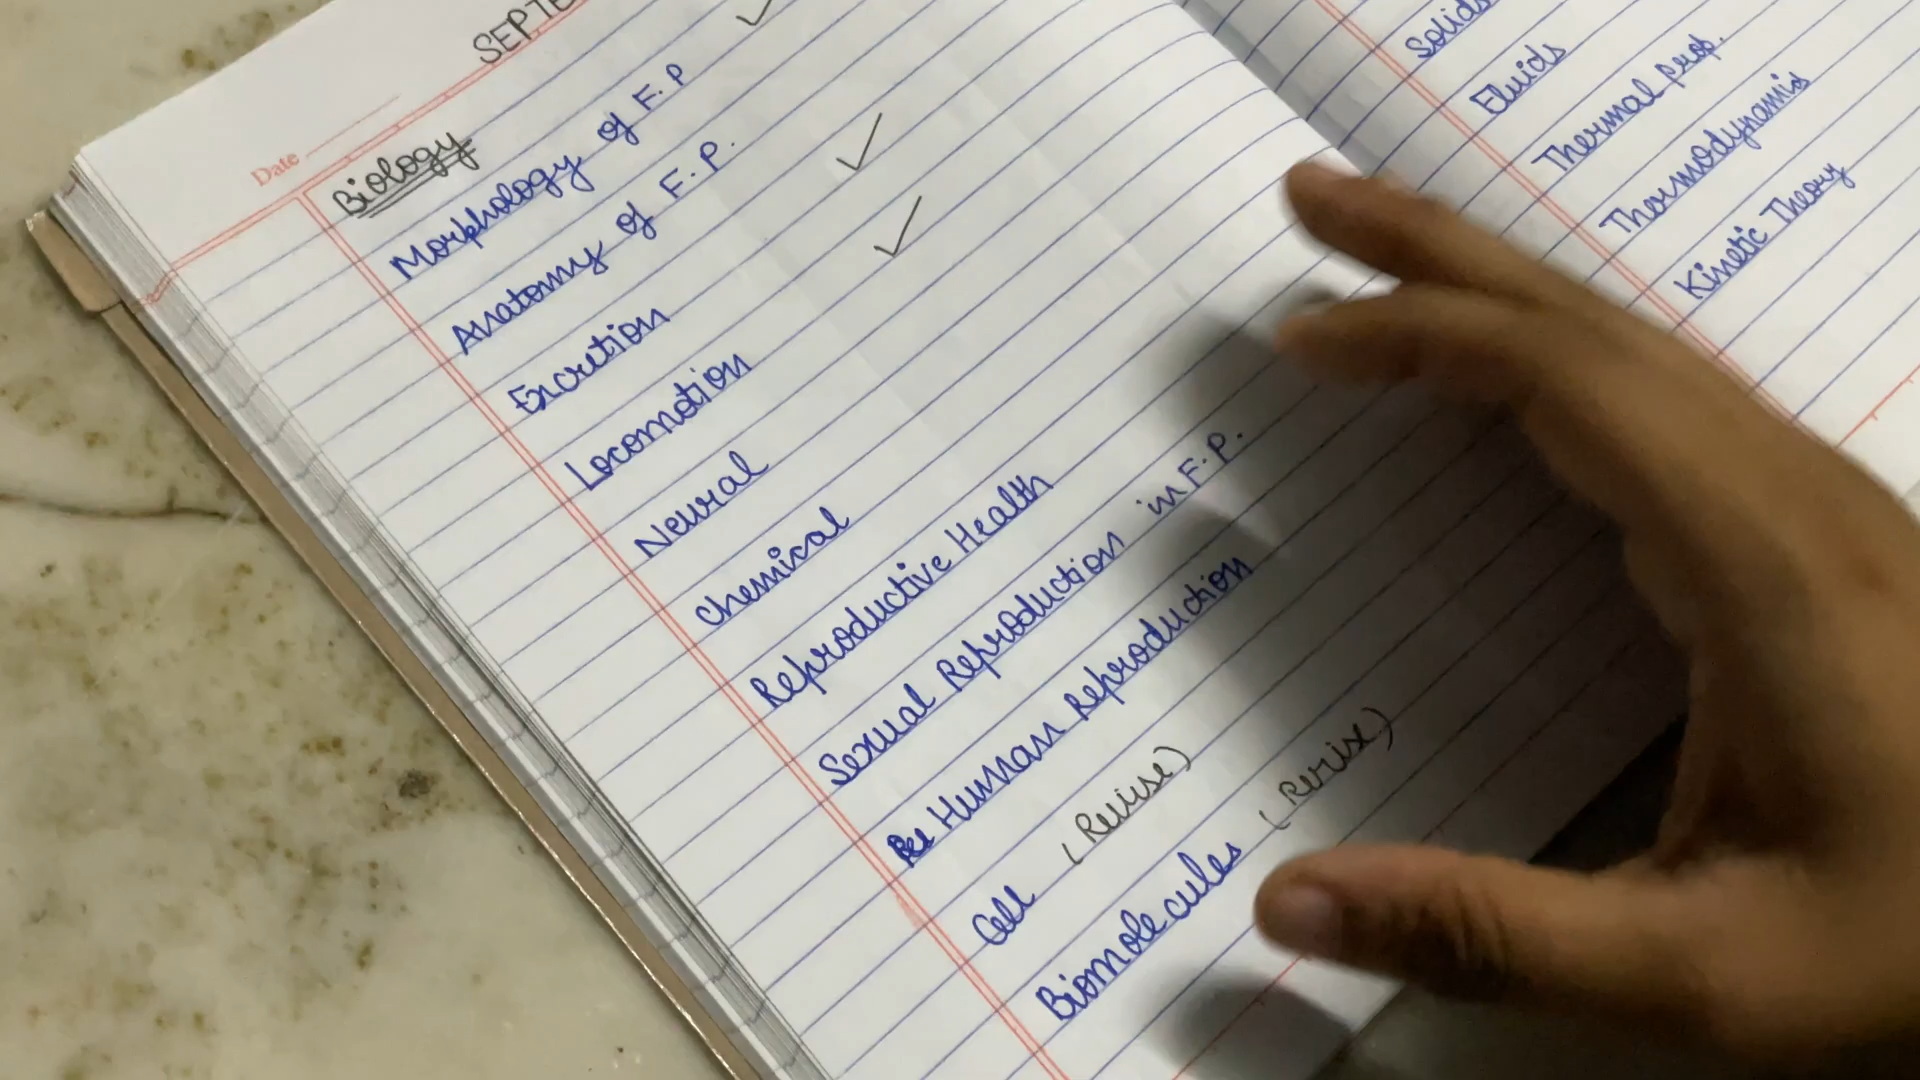 SEPTE
Date
Biology
Morphology of F.P
Anatomy of F.P.
Excretion
Locomotion
Neural
Chemical
Reproductive Health
Sexual Reproduction in F.P.
Human Reproduction
Cell (Revise)
Biomolecules (Revise)
Solids
Fluids
Thermal prop.
Thermodynamis
Kinetic Theory